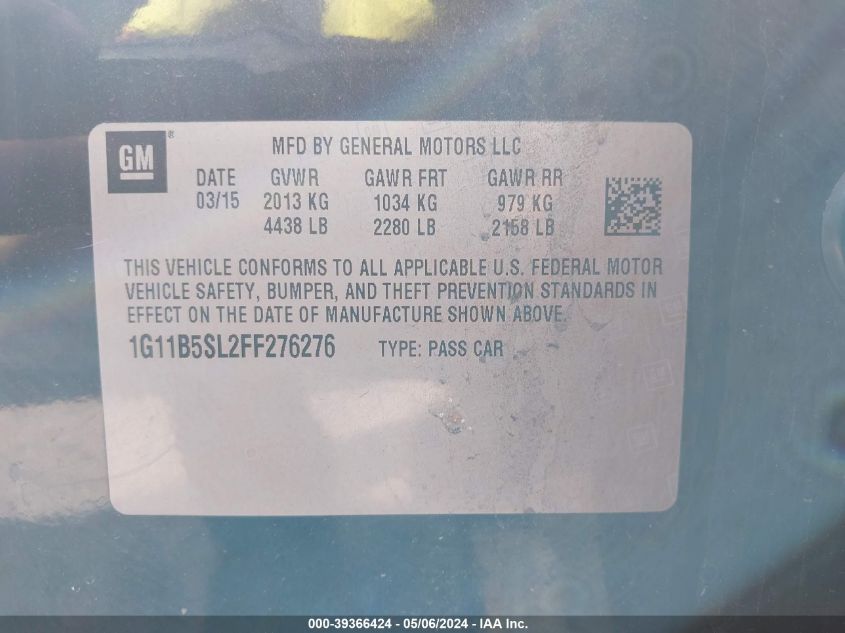 GM®
MFD BY GENERAL MOTORS LLC
DATE GVWR GAWR FRT GAWR RR
03/15 2013 KG 1034 KG 979 KG
4438 LB 2280 LB 2158 LB
THIS VEHICLE CONFORMS TO ALL APPLICABLE U.S. FEDERAL MOTOR
VEHICLE SAFETY, BUMPER, AND THEFT PREVENTION STANDARDS IN
EFFECT ON THE DATE OF MANUFACTURE SHOWN ABOVE.
1G11B5SL2FF276276 TYPE: PASS CAR
000-39366424 - 05/06/2024 - IAA Inc.